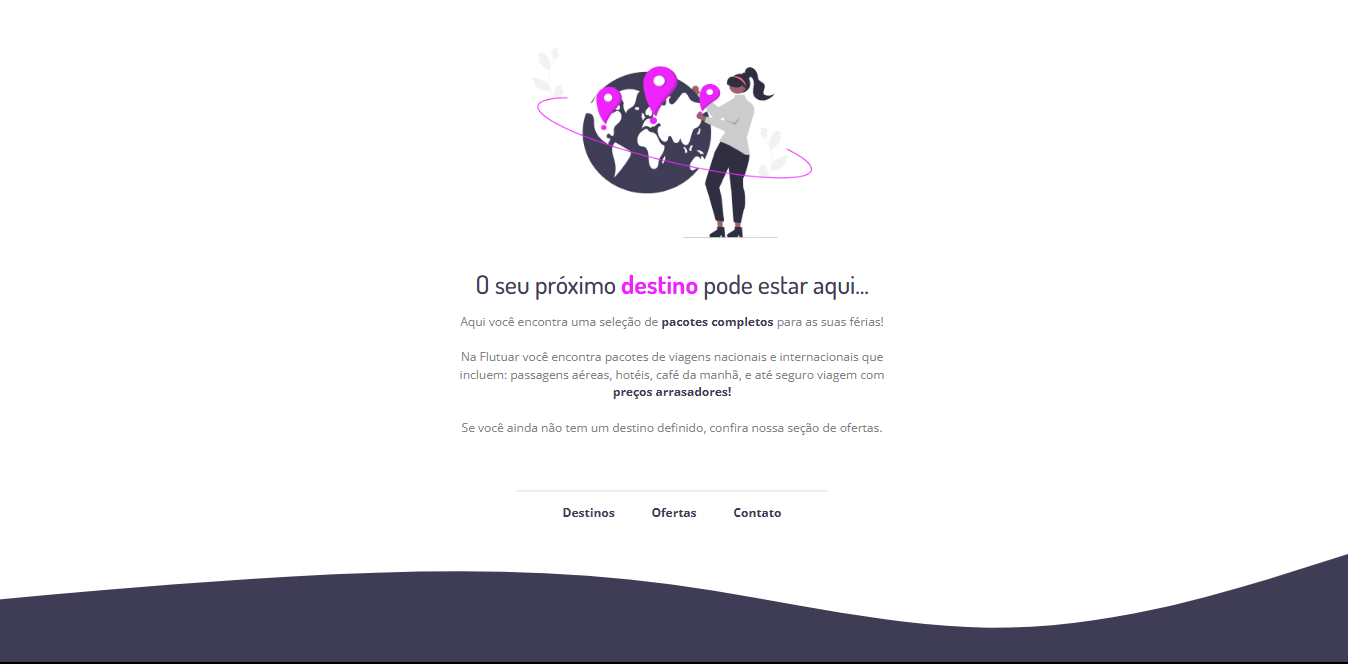 O seu próximo destino pode estar aqui...
Aqui você encontra uma seleção de pacotes completos para as suas férias!
Na Flutuar você encontra pacotes de viagens nacionais e internacionais que
incluem: passagens aéreas, hotéis, café da manhã, e até seguro viagem com
preços arrasadores!
Se você ainda não tem um destino definido, confira nossa seção de ofertas.
Destinos Ofertas Contato